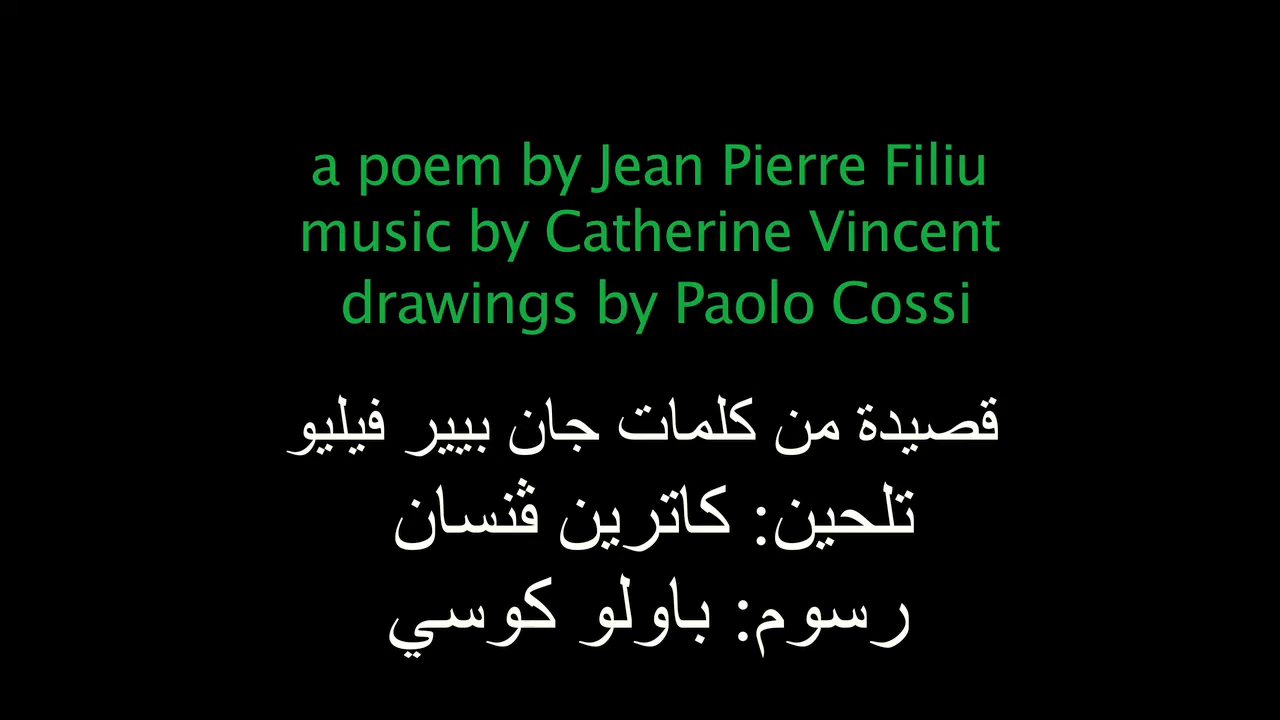 a poem by Jean Pierre Filiu
music by Catherine Vincent
drawings by Paolo Cossi
قصيدة من كلمات جان بيير فيليو
تلحين: كاترين ڤنسان
رسوم: باولو كوسي